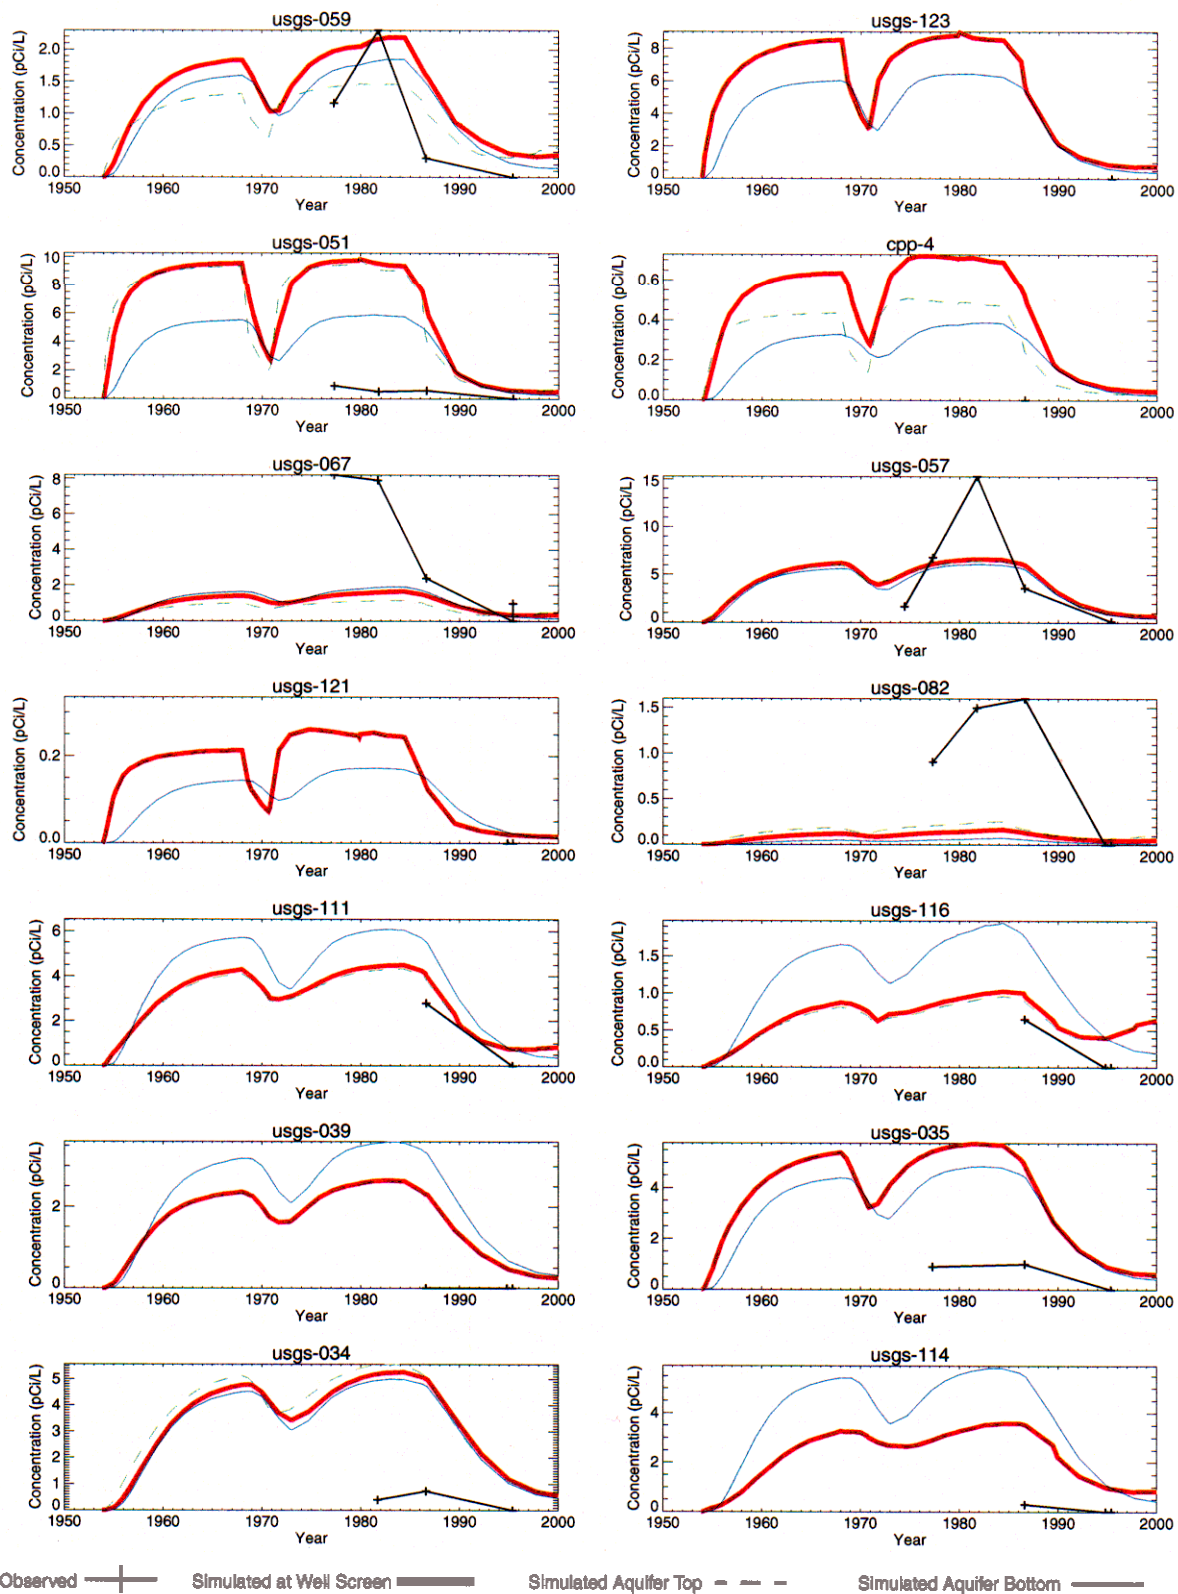 usgs-059
usgs-123
Concentration (pCi/L)
2.0
1.5
1.0
0.5
0.0
1950 1960 1970 1980 1990 2000
Year
Concentration (pCi/L)
8
6
4
2
0
1950 1960 1970 1980 1990 2000
Year
usgs-051
cpp-4
Concentration (pCi/L)
10
8
6
4
2
0
1950 1960 1970 1980 1990 2000
Year
Concentration (pCi/L)
0.6
0.4
0.2
0.0
1950 1960 1970 1980 1990 2000
Year
usgs-067
usgs-057
Concentration (pCi/L)
8
6
4
2
0
1950 1960 1970 1980 1990 2000
Year
Concentration (pCi/L)
15
10
5
0
1950 1960 1970 1980 1990 2000
Year
usgs-121
usgs-082
Concentration (pCi/L)
0.2
0.0
1950 1960 1970 1980 1990 2000
Year
Concentration (pCi/L)
1.5
1.0
0.5
0.0
1950 1960 1970 1980 1990 2000
Year
usgs-111
usgs-116
Concentration (pCi/L)
6
4
2
0
1950 1960 1970 1980 1990 2000
Year
Concentration (pCi/L)
1.5
1.0
0.5
0.0
1950 1960 1970 1980 1990 2000
Year
usgs-039
usgs-035
Concentration (pCi/L)
2
0
1950 1960 1970 1980 1990 2000
Year
Concentration (pCi/L)
4
2
0
1950 1960 1970 1980 1990 2000
Year
usgs-034
usgs-114
Concentration (pCi/L)
5
4
3
2
1
0
1950 1960 1970 1980 1990 2000
Year
Concentration (pCi/L)
4
2
0
1950 1960 1970 1980 1990 2000
Year
Observed Simulated at Well Screen Simulated Aquifer Top Simulated Aquifer Bottom